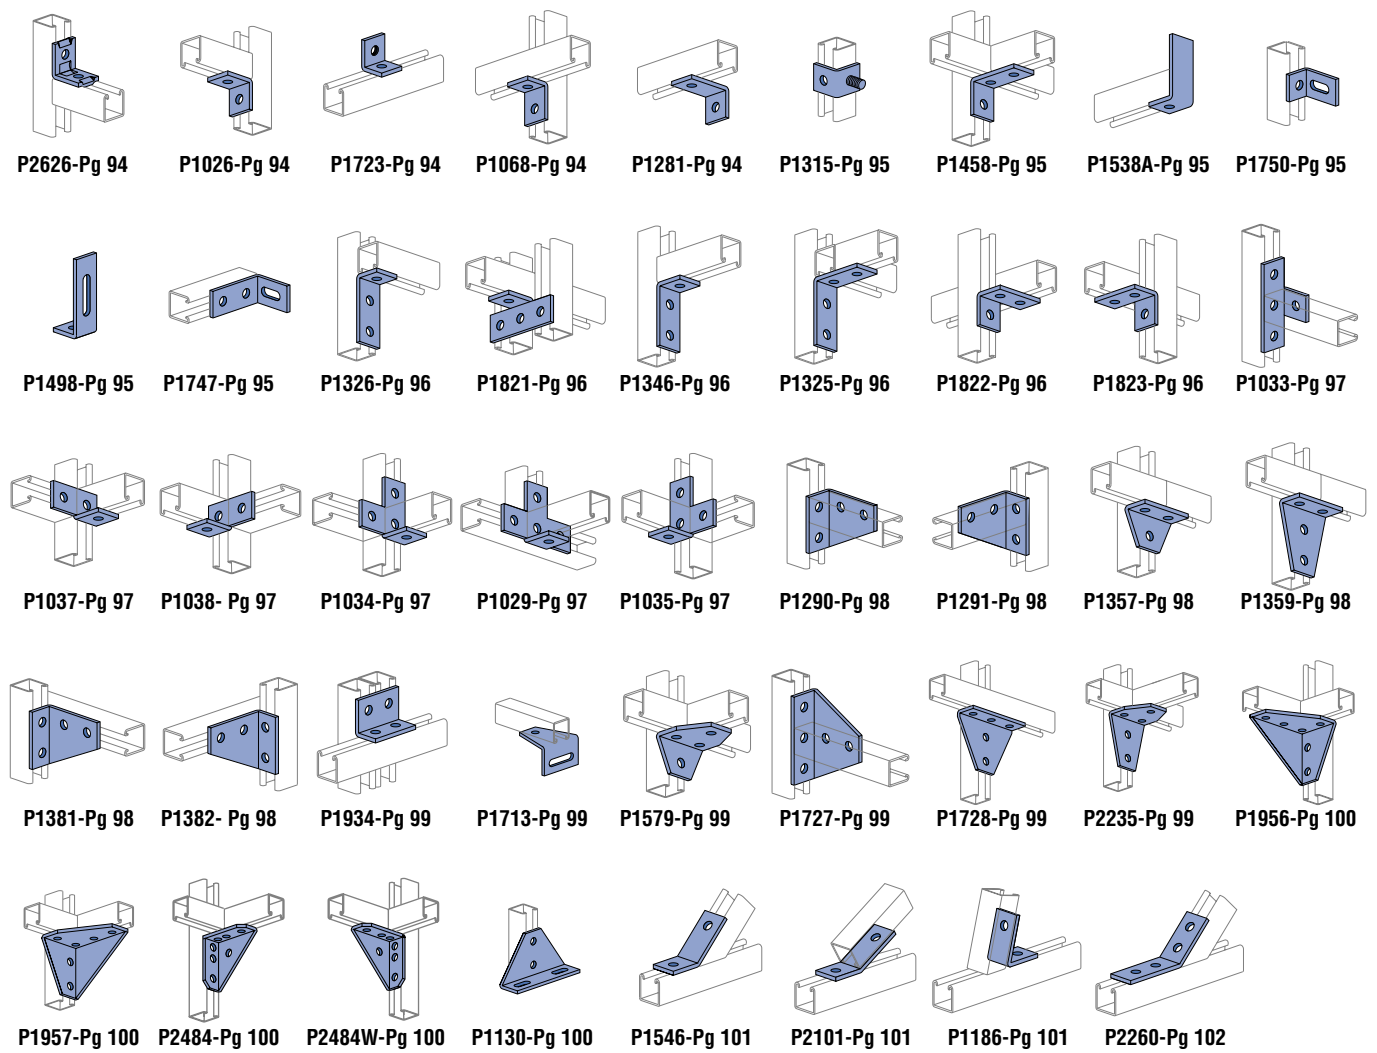 P2626-Pg 94 P1026-Pg 94 P1723-Pg 94 P1068-Pg 94 P1281-Pg 94 P1315-Pg 95 P1458-Pg 95 P1538A-Pg 95 P1750-Pg 95
P1498-Pg 95 P1747-Pg 95 P1326-Pg 96 P1821-Pg 96 P1346-Pg 96 P1325-Pg 96 P1822-Pg 96 P1823-Pg 96 P1033-Pg 97
P1037-Pg 97 P1038- Pg 97 P1034-Pg 97 P1029-Pg 97 P1035-Pg 97 P1290-Pg 98 P1291-Pg 98 P1357-Pg 98 P1359-Pg 98
P1381-Pg 98 P1382- Pg 98 P1934-Pg 99 P1713-Pg 99 P1579-Pg 99 P1727-Pg 99 P1728-Pg 99 P2235-Pg 99 P1956-Pg 100
P1957-Pg 100 P2484-Pg 100 P2484W-Pg 100 P1130-Pg 100 P1546-Pg 101 P2101-Pg 101 P1186-Pg 101 P2260-Pg 102